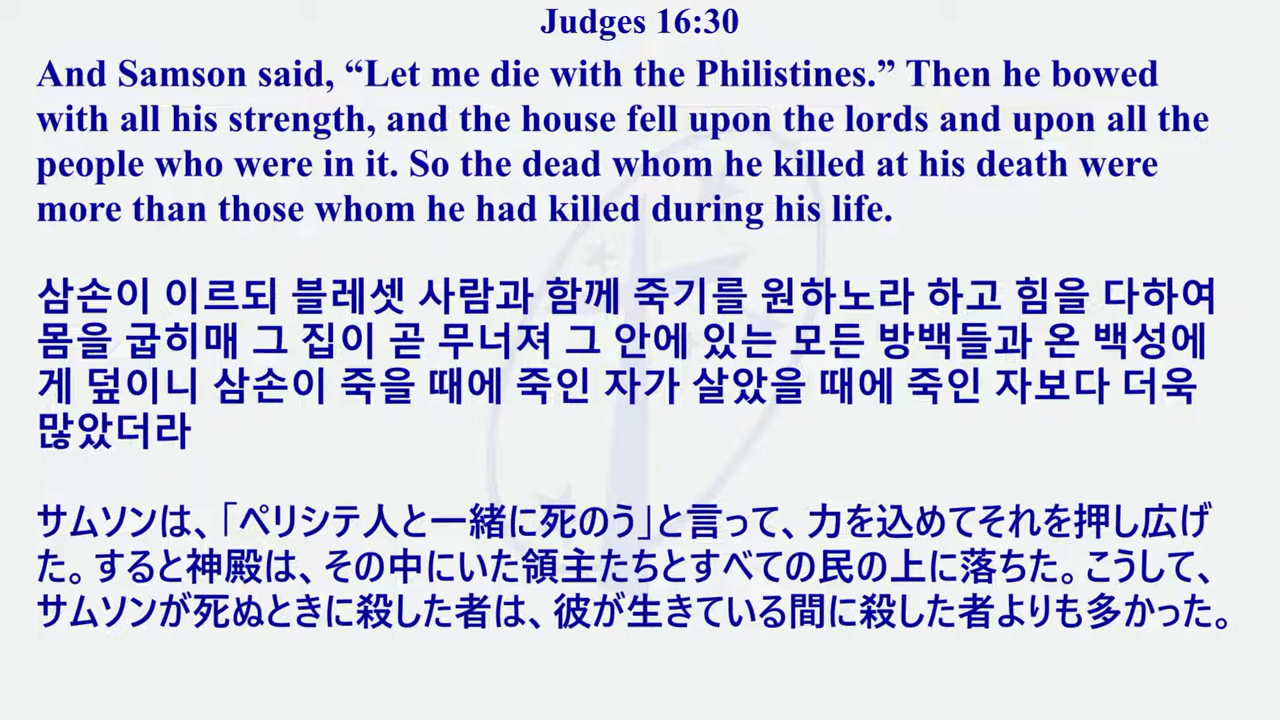 Judges 16:30
And Samson said, “Let me die with the Philistines.” Then he bowed
with all his strength, and the house fell upon the lords and upon all the
people who were in it. So the dead whom he killed at his death were
more than those whom he had killed during his life.
삼손이 이르되 블레셋 사람과 함께 죽기를 원하노라 하고 힘을 다하여
몸을 굽히매 그 집이 곧 무너져 그 안에 있는 모든 방백들과 온 백성에
게 덮이니 삼손이 죽을 때에 죽인 자가 살았을 때에 죽인 자보다 더욱
많았더라
サムソンは、「ペリシテ人と一緒に死のう」と言って、力を込めてそれを押し広げ
た。すると神殿は、その中にいた領主たちとすべての民の上に落ちた。こうして、
サムソンが死ぬときに殺した者は、彼が生きている間に殺した者よりも多かった。